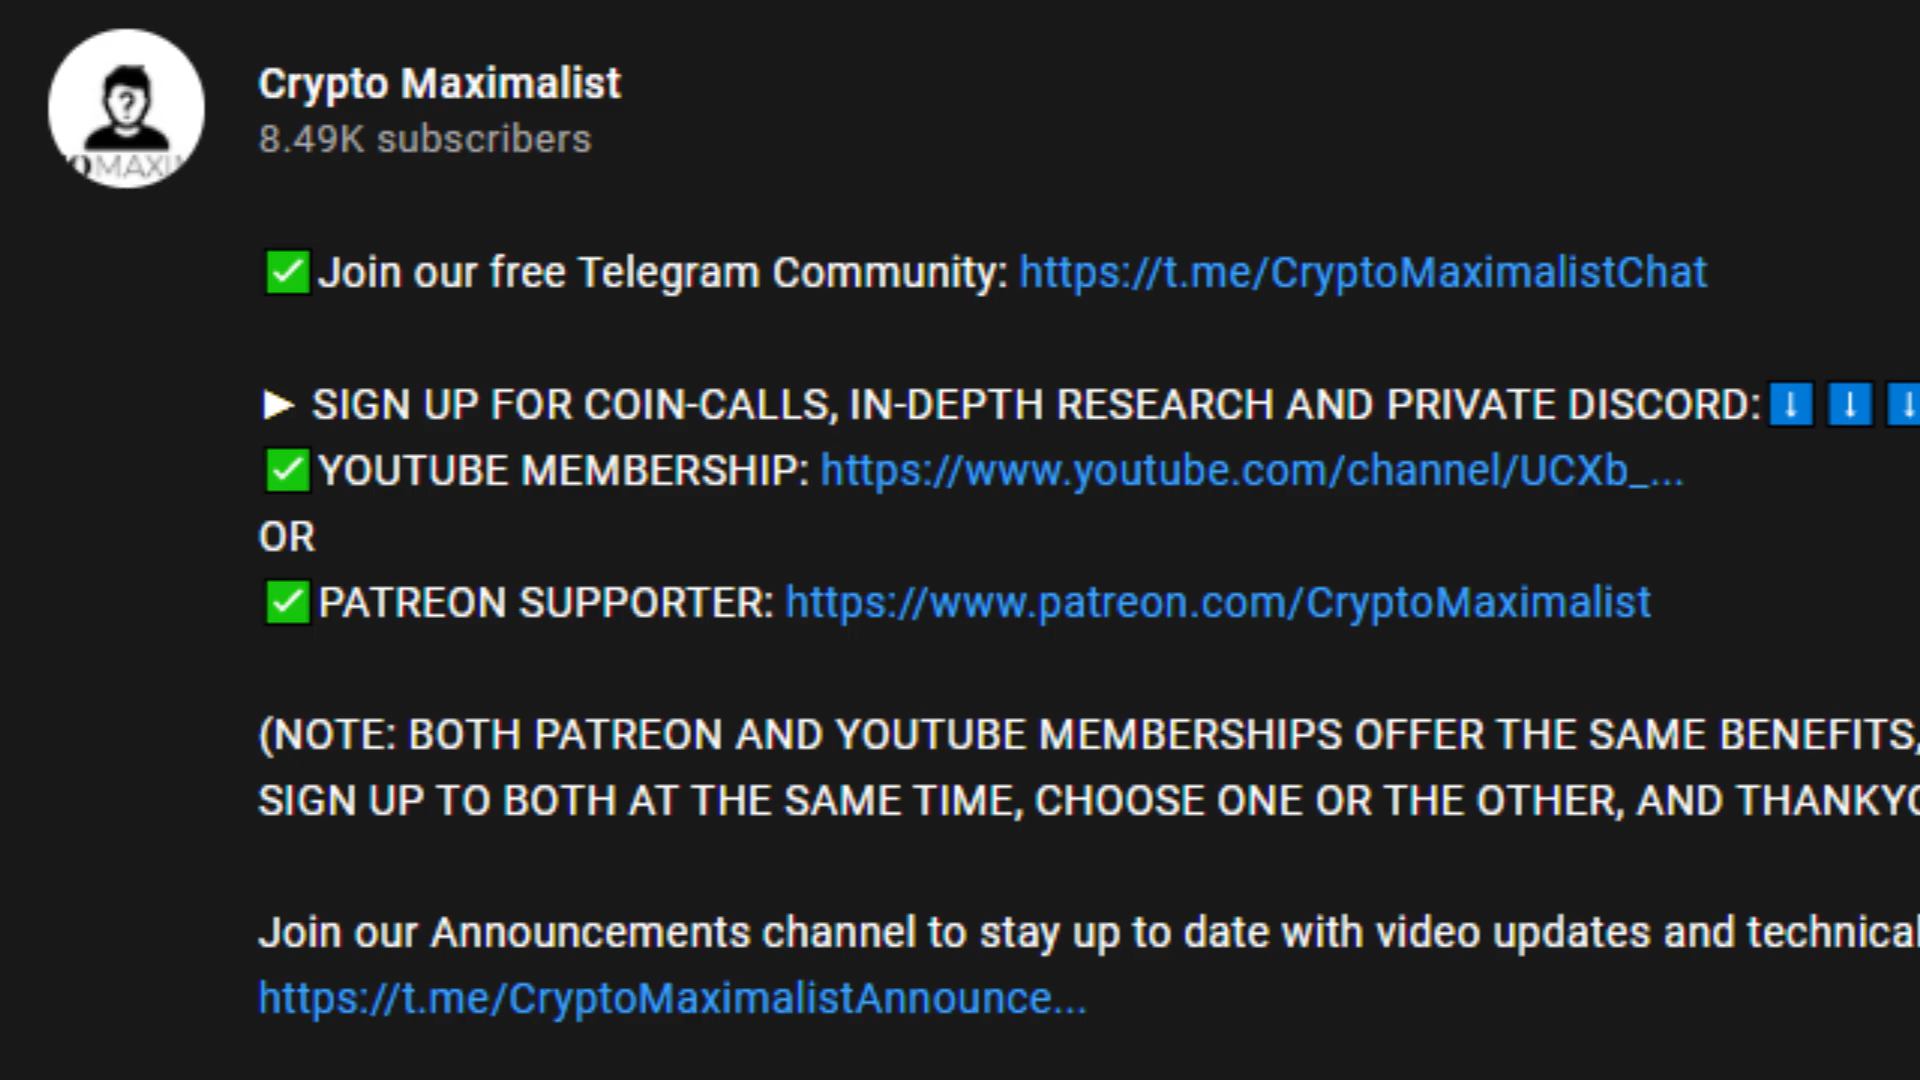 Crypto Maximalist
8.49K subscribers
?
MAXI
✅Join our free Telegram Community: https://t.me/CryptoMaximalistChat
► SIGN UP FOR COIN-CALLS, IN-DEPTH RESEARCH AND PRIVATE DISCORD:⬇️⬇️⬇️
✅YOUTUBE MEMBERSHIP: https://www.youtube.com/channel/UCXb_...
OR
✅PATREON SUPPORTER: https://www.patreon.com/CryptoMaximalist
(NOTE: BOTH PATREON AND YOUTUBE MEMBERSHIPS OFFER THE SAME BENEFITS,
SIGN UP TO BOTH AT THE SAME TIME, CHOOSE ONE OR THE OTHER, AND
Join our Announcements channel to stay up to date with video updates and technical
https://t.me/CryptoMaximalistAnnounce...